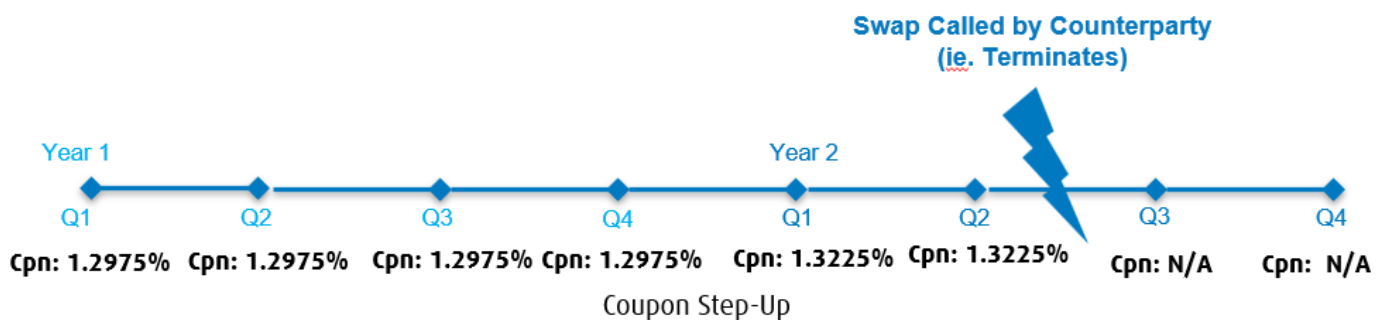 Swap Called by Counterparty
(ie. Terminates)
Year 1
Year 2
Q1
Q2
Q3
Q4
Q1
Q2
Q3
Q4
Cpn: 1.2975%
Cpn: 1.2975%
Cpn: 1.2975%
Cpn: 1.2975%
Cpn: 1.3225%
Cpn: 1.3225%
Cpn: N/A
Cpn: N/A
Coupon Step-Up